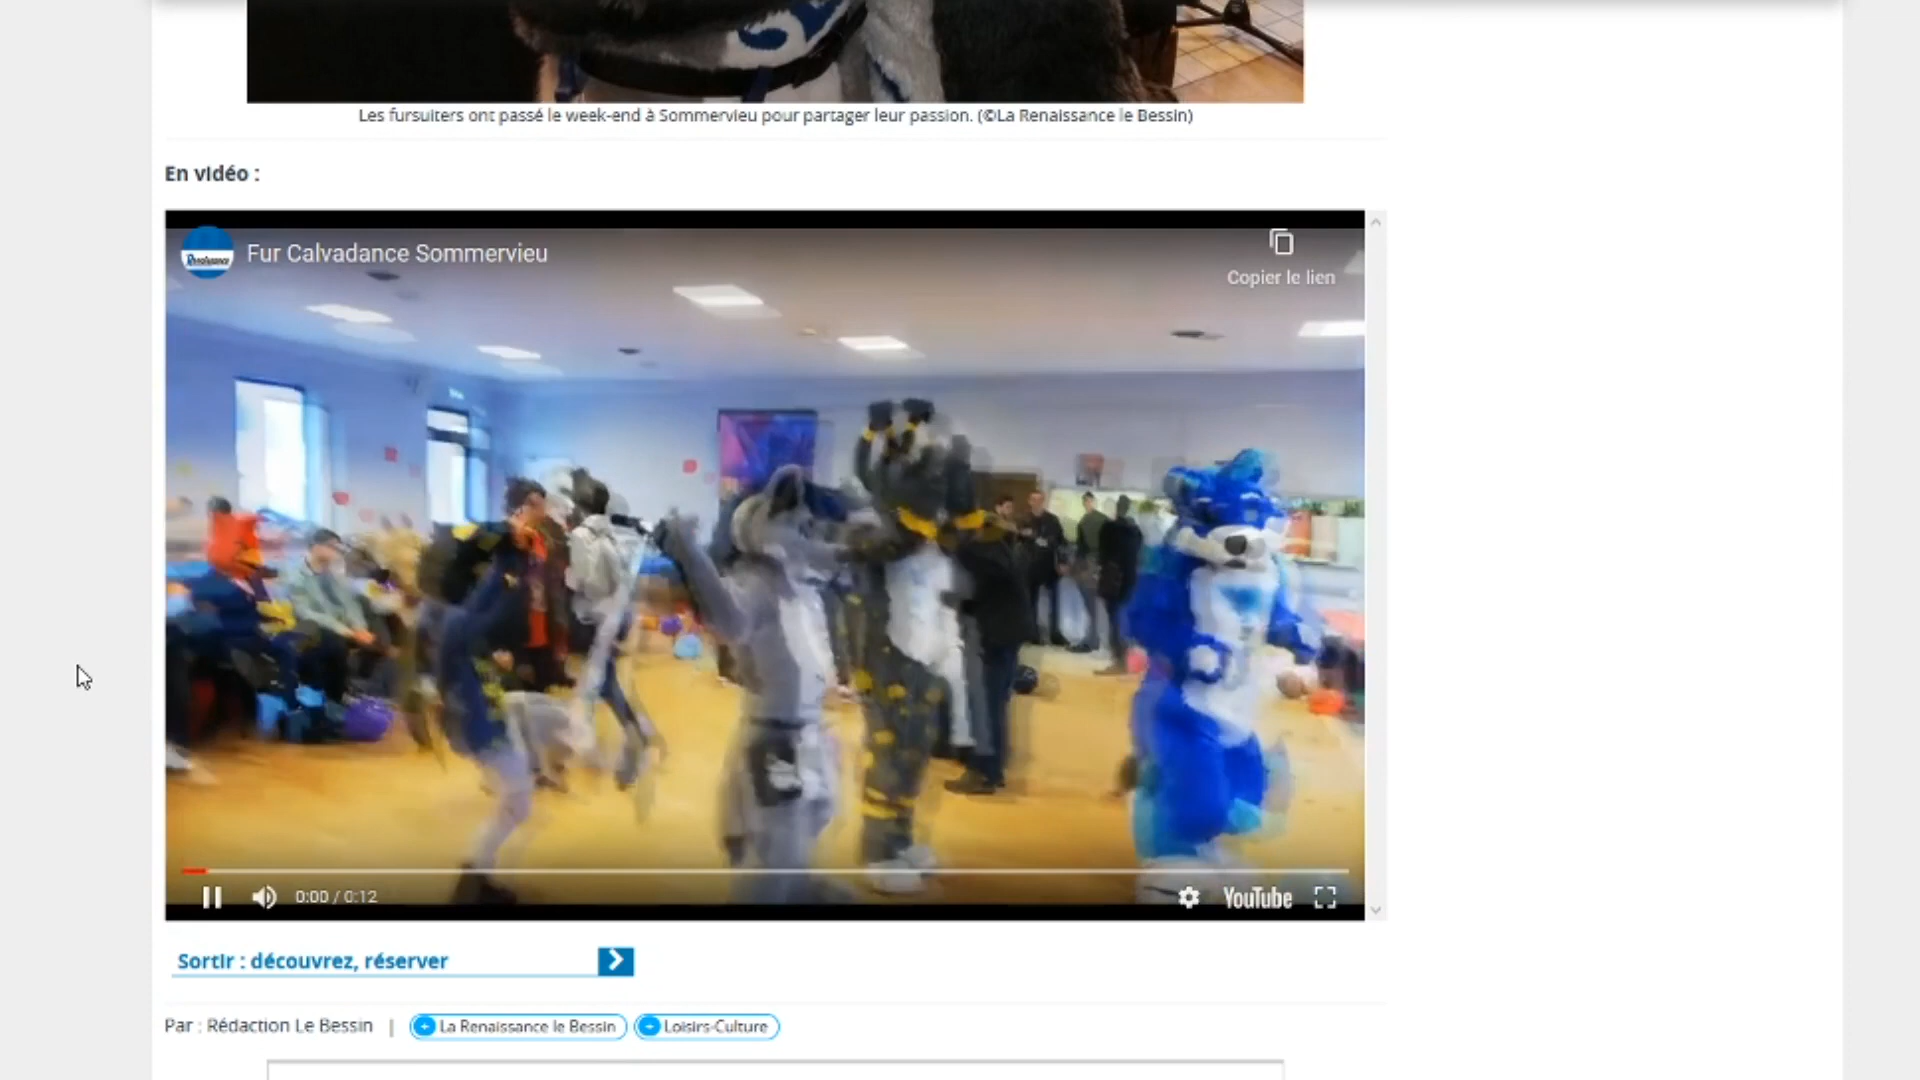 Les fursuiters ont passé le week-end à Sommervieu pour partager leur passion. (©La Renaissance le Bessin)
En vidéo :
Renaissance
Fur Calvadance Sommervieu
Copier le lien
0:00 / 0:12
YouTube
Sortir : découvrez, réserver
Par : Rédaction Le Bessin | La Renaissance le Bessin Loisirs-Culture